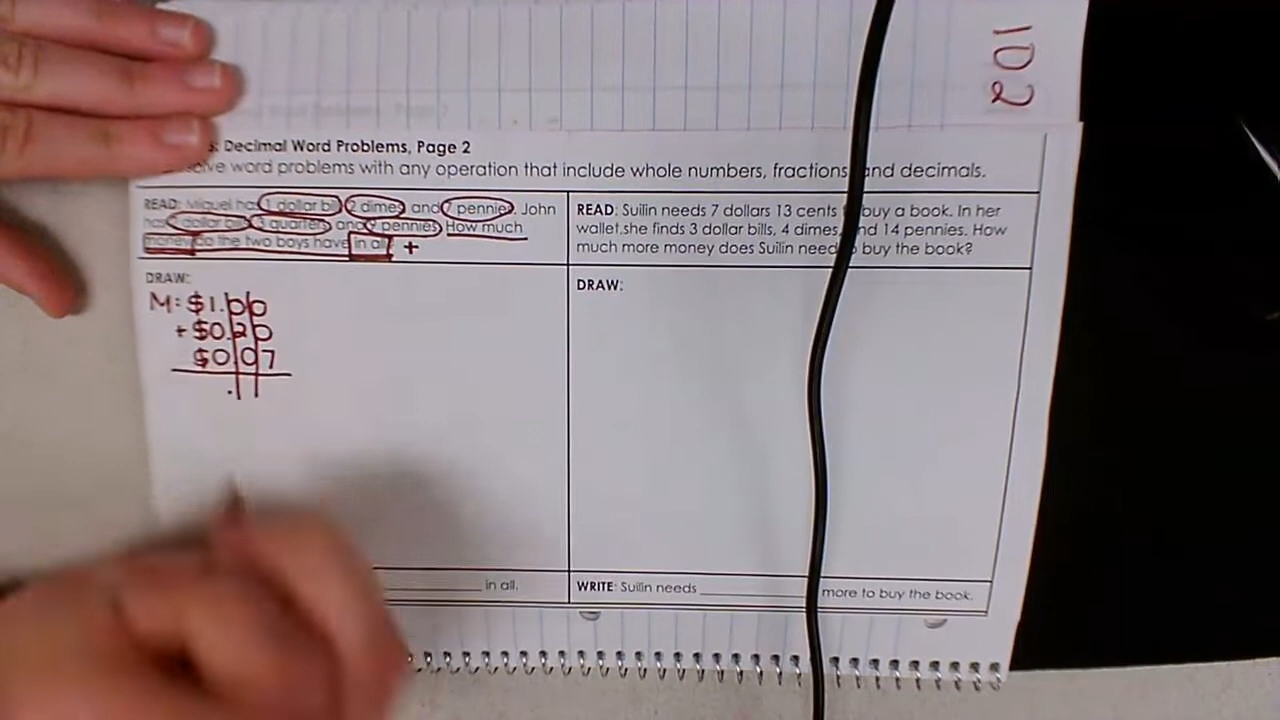 102
s: Decimal Word Problems, Page 2
olve word problems with any operation that include whole numbers, fractions and decimals.
READ: Miguel has 1 dollar bill 2 dimes and 7 pennies. John
has 2 dollar bills 3 quarters and 9 pennies. How much
money do the two boys have in all? +
DRAW:
M: $1.00
+ $0.20
$0.07
.
in all.
READ: Suilin needs 7 dollars 13 cents buy a book. In her
wallet, she finds 3 dollar bills, 4 dimes, and 14 pennies. How
much more money does Suilin need to buy the book?
DRAW:
WRITE: Suilin needs ____________ more to buy the book.